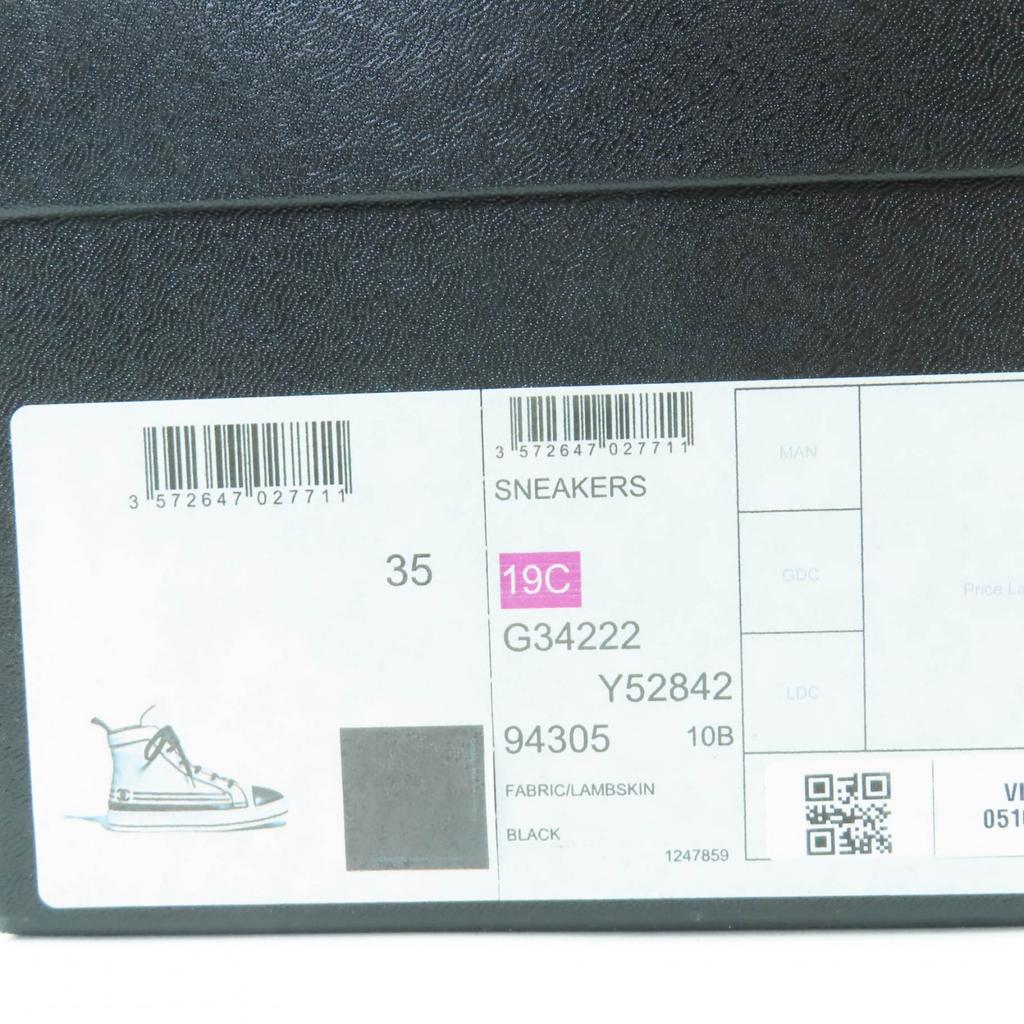 3 572647 027711
35
3 572647 027711
SNEAKERS
19C
G34222
Y52842
94305 10B
FABRIC/LAMBSKIN
BLACK
1247859
MAN
GDC
LDC
Price